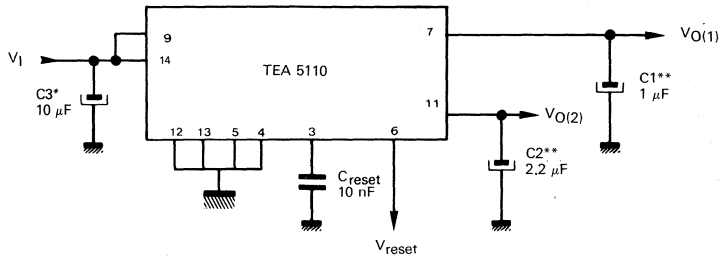 9
7
V_O(1)
V_I
14
TEA 5110
C3*
10 μF
C1**
1 μF
11
V_O(2)
12 13 5 4 3 6
C2**
2.2 μF
C_reset
10 nF
V_reset